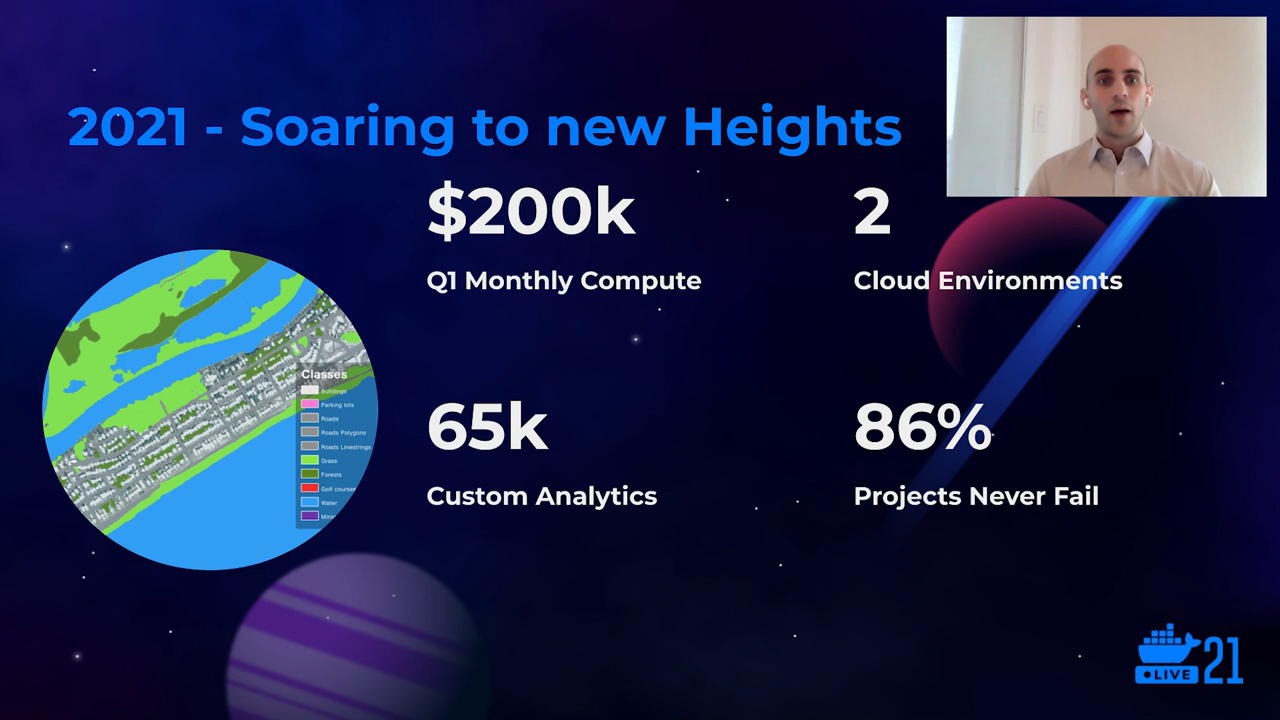 2021 - Soaring to new Heights
$200k
Q1 Monthly Compute
2
Cloud Environments
65k
Custom Analytics
86%
Projects Never Fail
Classes
Buildings
Parking lots
Roads
Roads Polygons
Roads Linestrings
Grass
Forests
Golf course
Water
LIVE 21